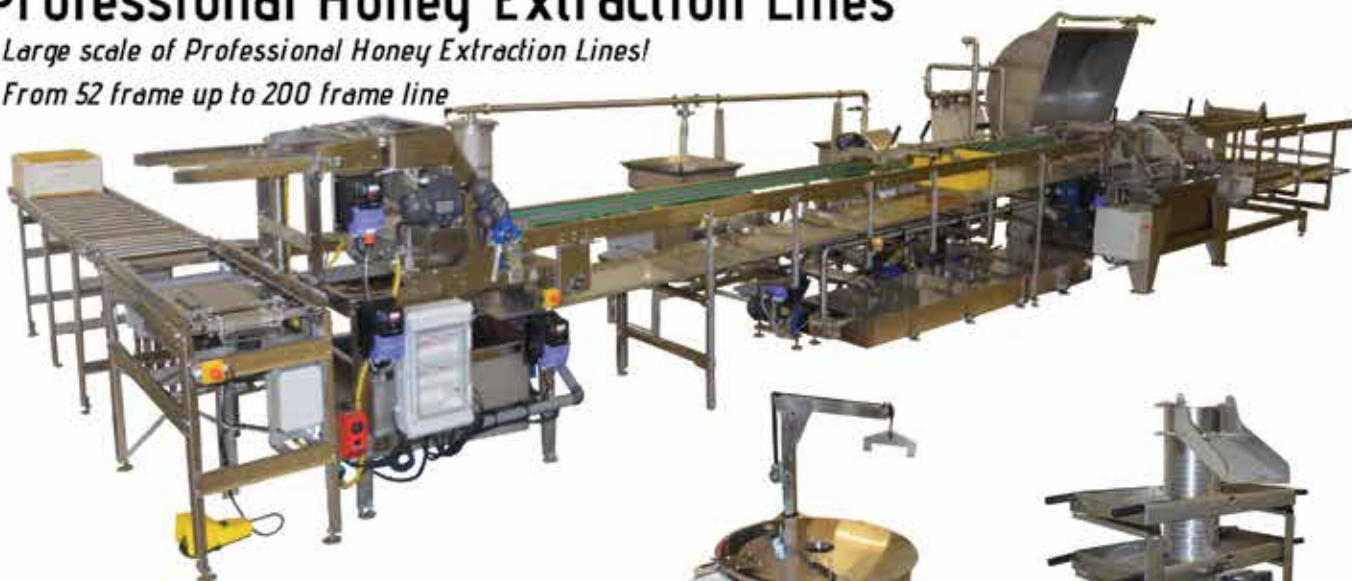 Professional Honey Extraction Lines
Large scale of Professional Honey Extraction Lines!
From 52 frame up to 200 frame line